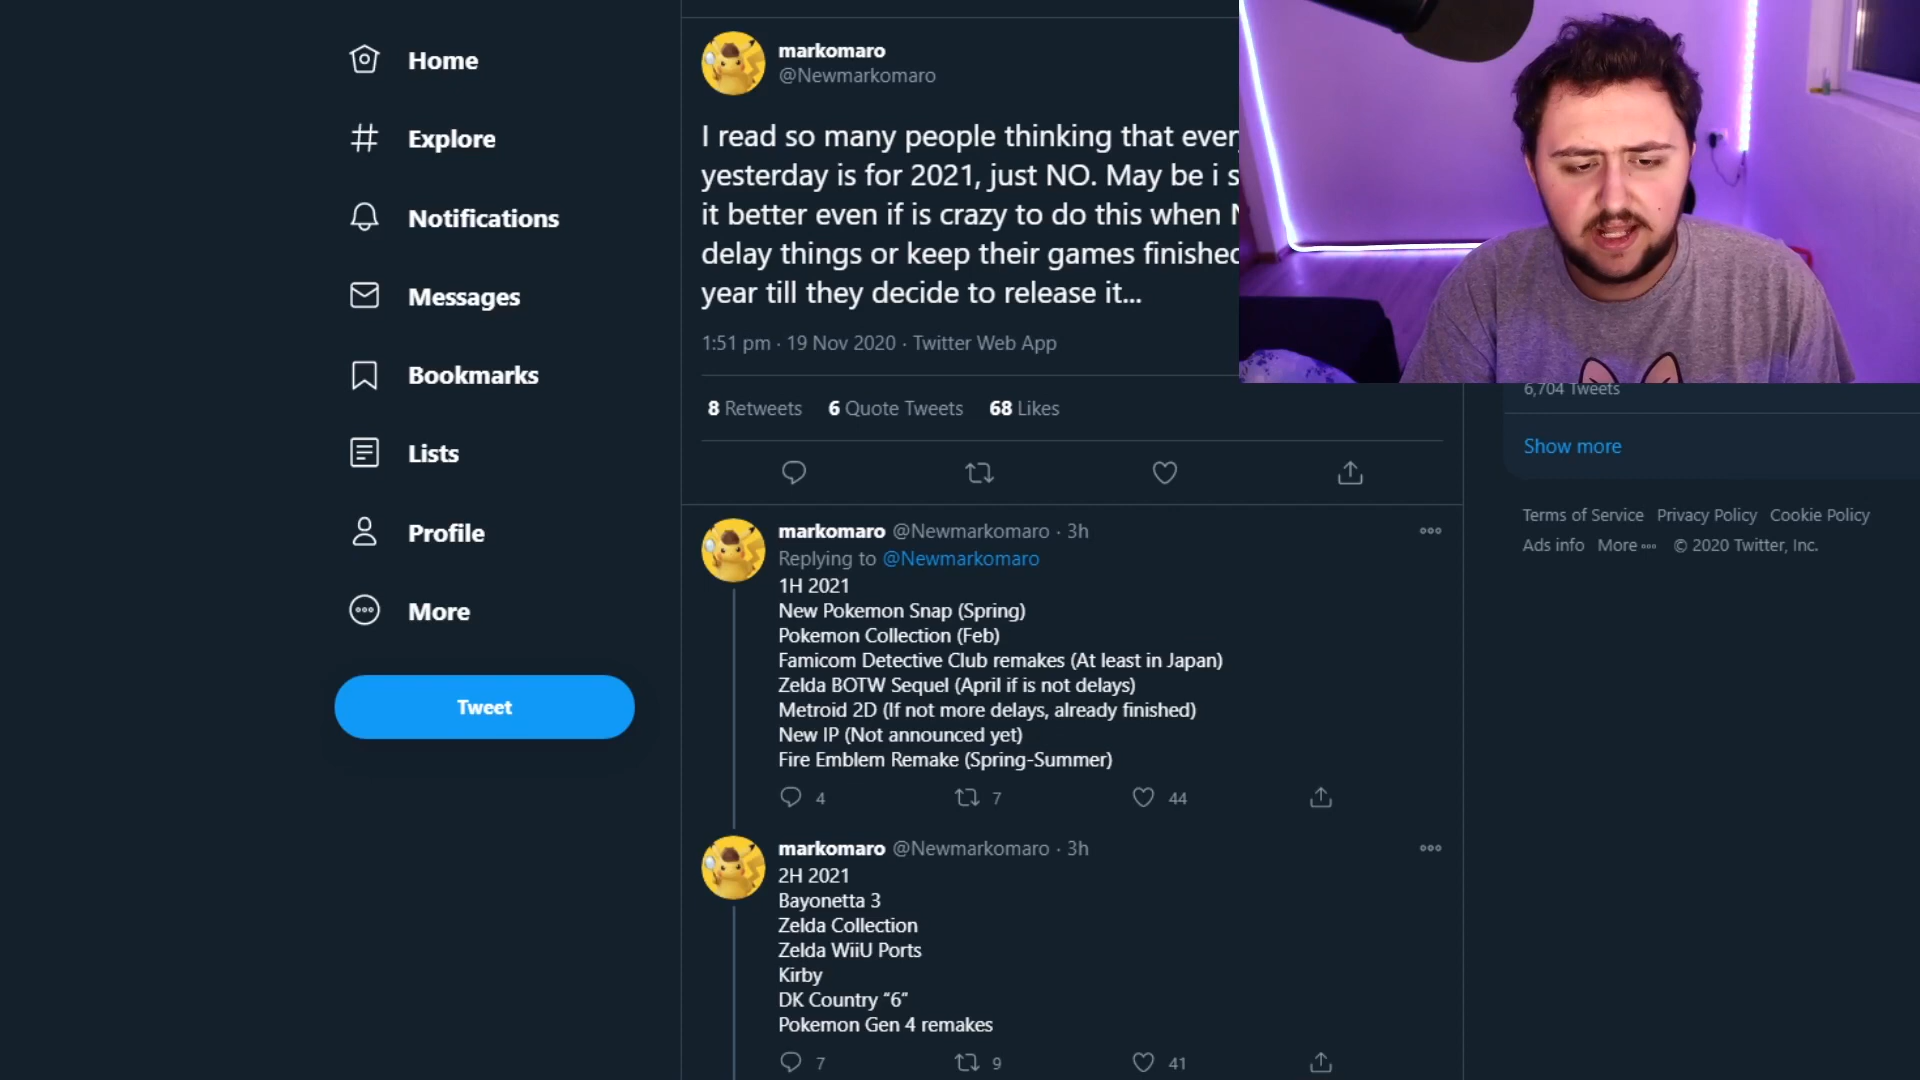 Home
Explore
Notifications
Messages
Bookmarks
Lists
Profile
More
Tweet
markomaro
@Newmarkomaro
I read so many people thinking that
yesterday is for 2021, just NO. May be i
it better even if is crazy to do this when
delay things or keep their games
year till they decide to release it...
1:51 pm · 19 Nov 2020 · Twitter Web App
8 Retweets 6 Quote Tweets 68 Likes
markomaro @Newmarkomaro · 3h
Replying to @Newmarkomaro
1H 2021
New Pokemon Snap (Spring)
Pokemon Collection (Feb)
Famicom Detective Club remakes (At least in Japan)
Zelda BOTW Sequel (April if is not delays)
Metroid 2D (If not more delays, already finished)
New IP (Not announced yet)
Fire Emblem Remake (Spring-Summer)
4 7 44
markomaro @Newmarkomaro · 3h
2H 2021
Bayonetta 3
Zelda Collection
Zelda WiiU Ports
Kirby
DK Country “6”
Pokemon Gen 4 remakes
7 9 41
6,704 Tweets
Show more
Terms of Service Privacy Policy Cookie Policy
Ads info More ··· © 2020 Twitter, Inc.